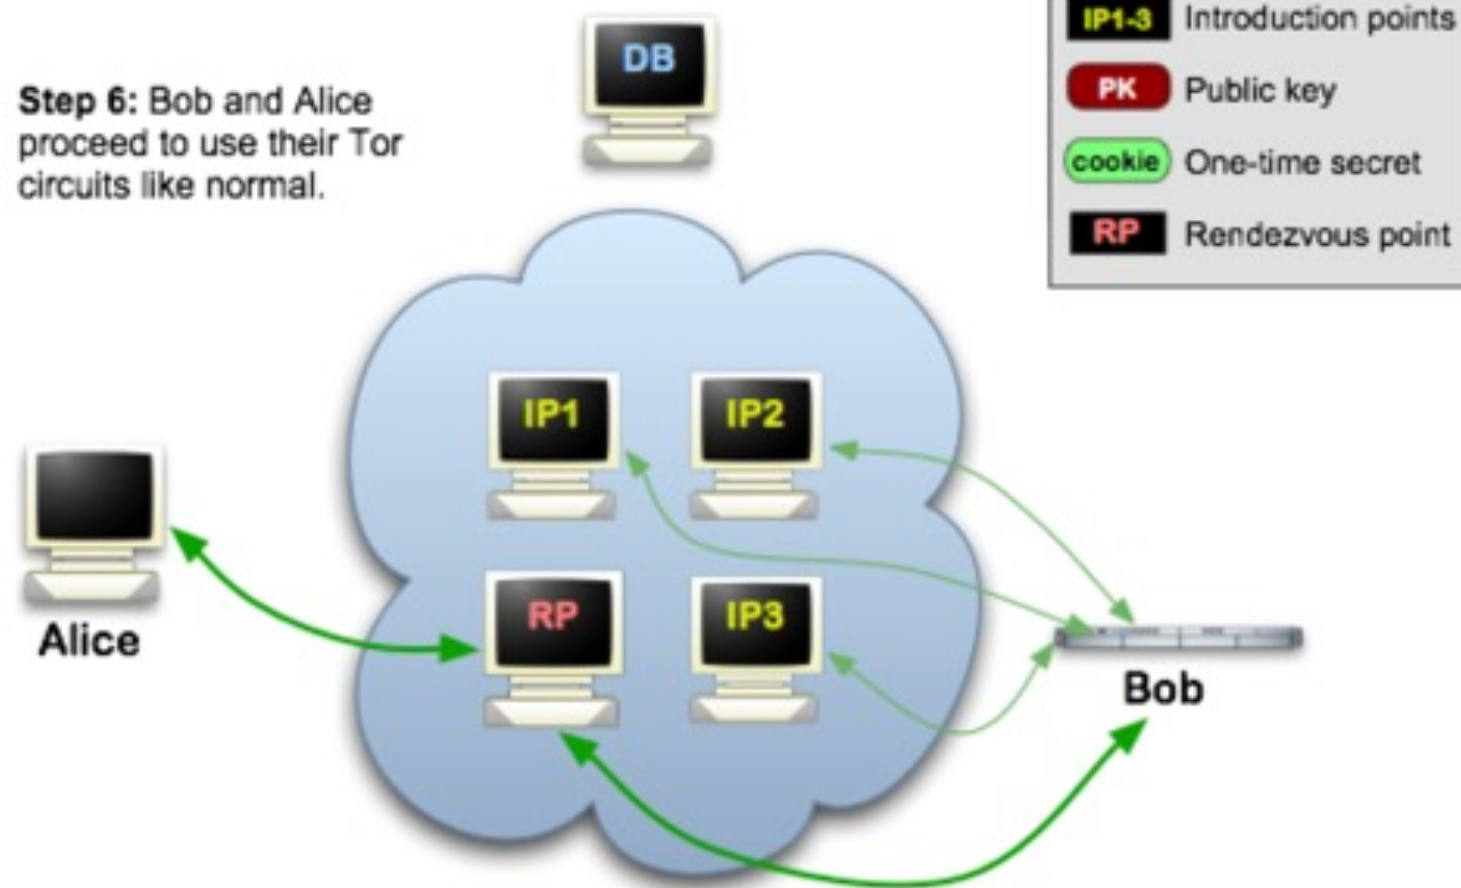 DB
IP1-3 Introduction points
Step 6: Bob and Alice
proceed to use their Tor
circuits like normal.
PK Public key
cookie One-time secret
RP Rendezvous point
IP1
IP2
RP
IP3
Alice
Bob